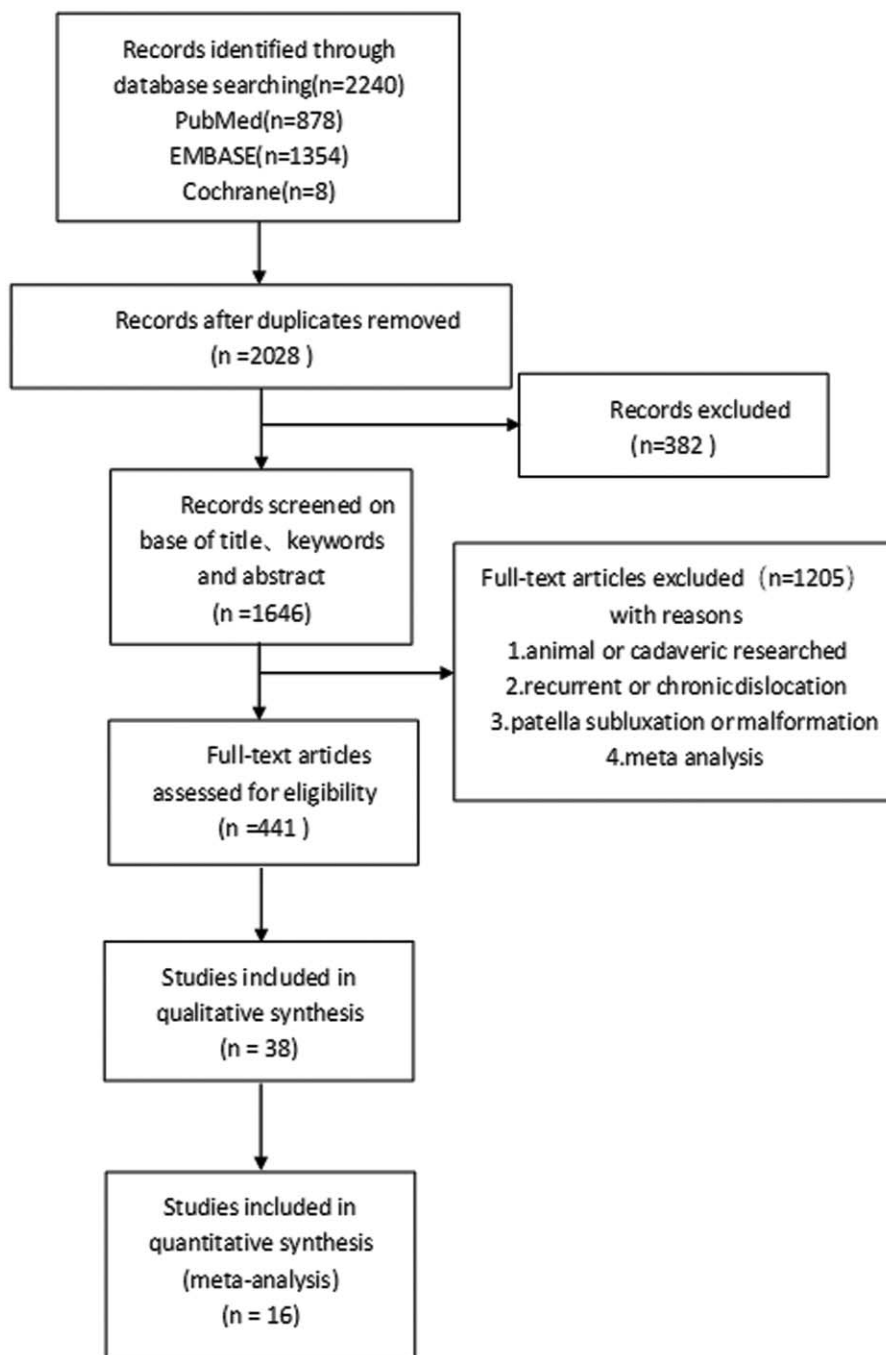 Records identified through
database searching(n=2240)
PubMed(n=878)
EMBASE(n=1354)
Cochrane(n=8)
Records after duplicates removed
(n =2028 )
Records excluded
(n=382 )
Records screened on
base of title、keywords
and abstract
(n =1646)
Full-text articles excluded（n=1205）
with reasons
1.animal or cadaveric researched
2.recurrent or chronicdislocation
3.patella subluxation ormalformation
4.meta analysis
Full-text articles
assessed for eligibility
(n =441 )
Studies included in
qualitative synthesis
(n = 38)
Studies included in
quantitative synthesis
(meta-analysis)
(n = 16)